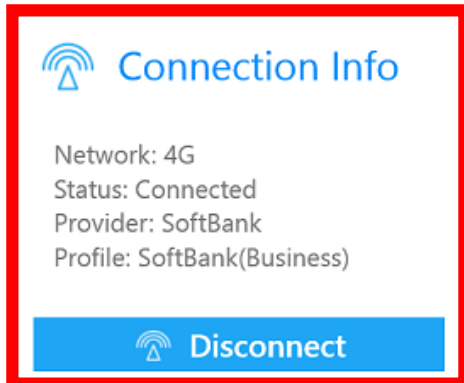 Connection Info
Network: 4G
Status: Connected
Provider: SoftBank
Profile: SoftBank(Business)
Disconnect